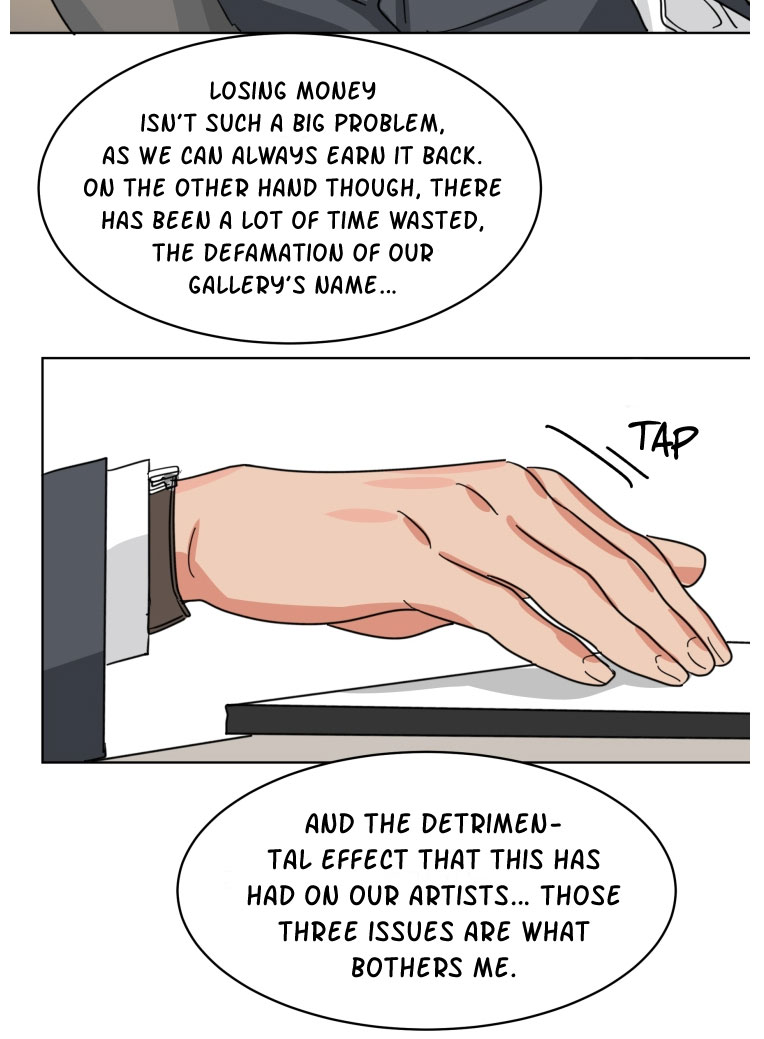 LOSING MONEY
ISN'T SUCH A BIG PROBLEM,
AS WE CAN ALWAYS EARN IT BACK.
ON THE OTHER HAND THOUGH, THERE
HAS BEEN A LOT OF TIME WASTED,
THE DEFAMATION OF OUR
GALLERY'S NAME...
TAP
AND THE DETRIMEN-
TAL EFFECT THAT THIS HAS
HAD ON OUR ARTISTS... THOSE
THREE ISSUES ARE WHAT
BOTHERS ME.